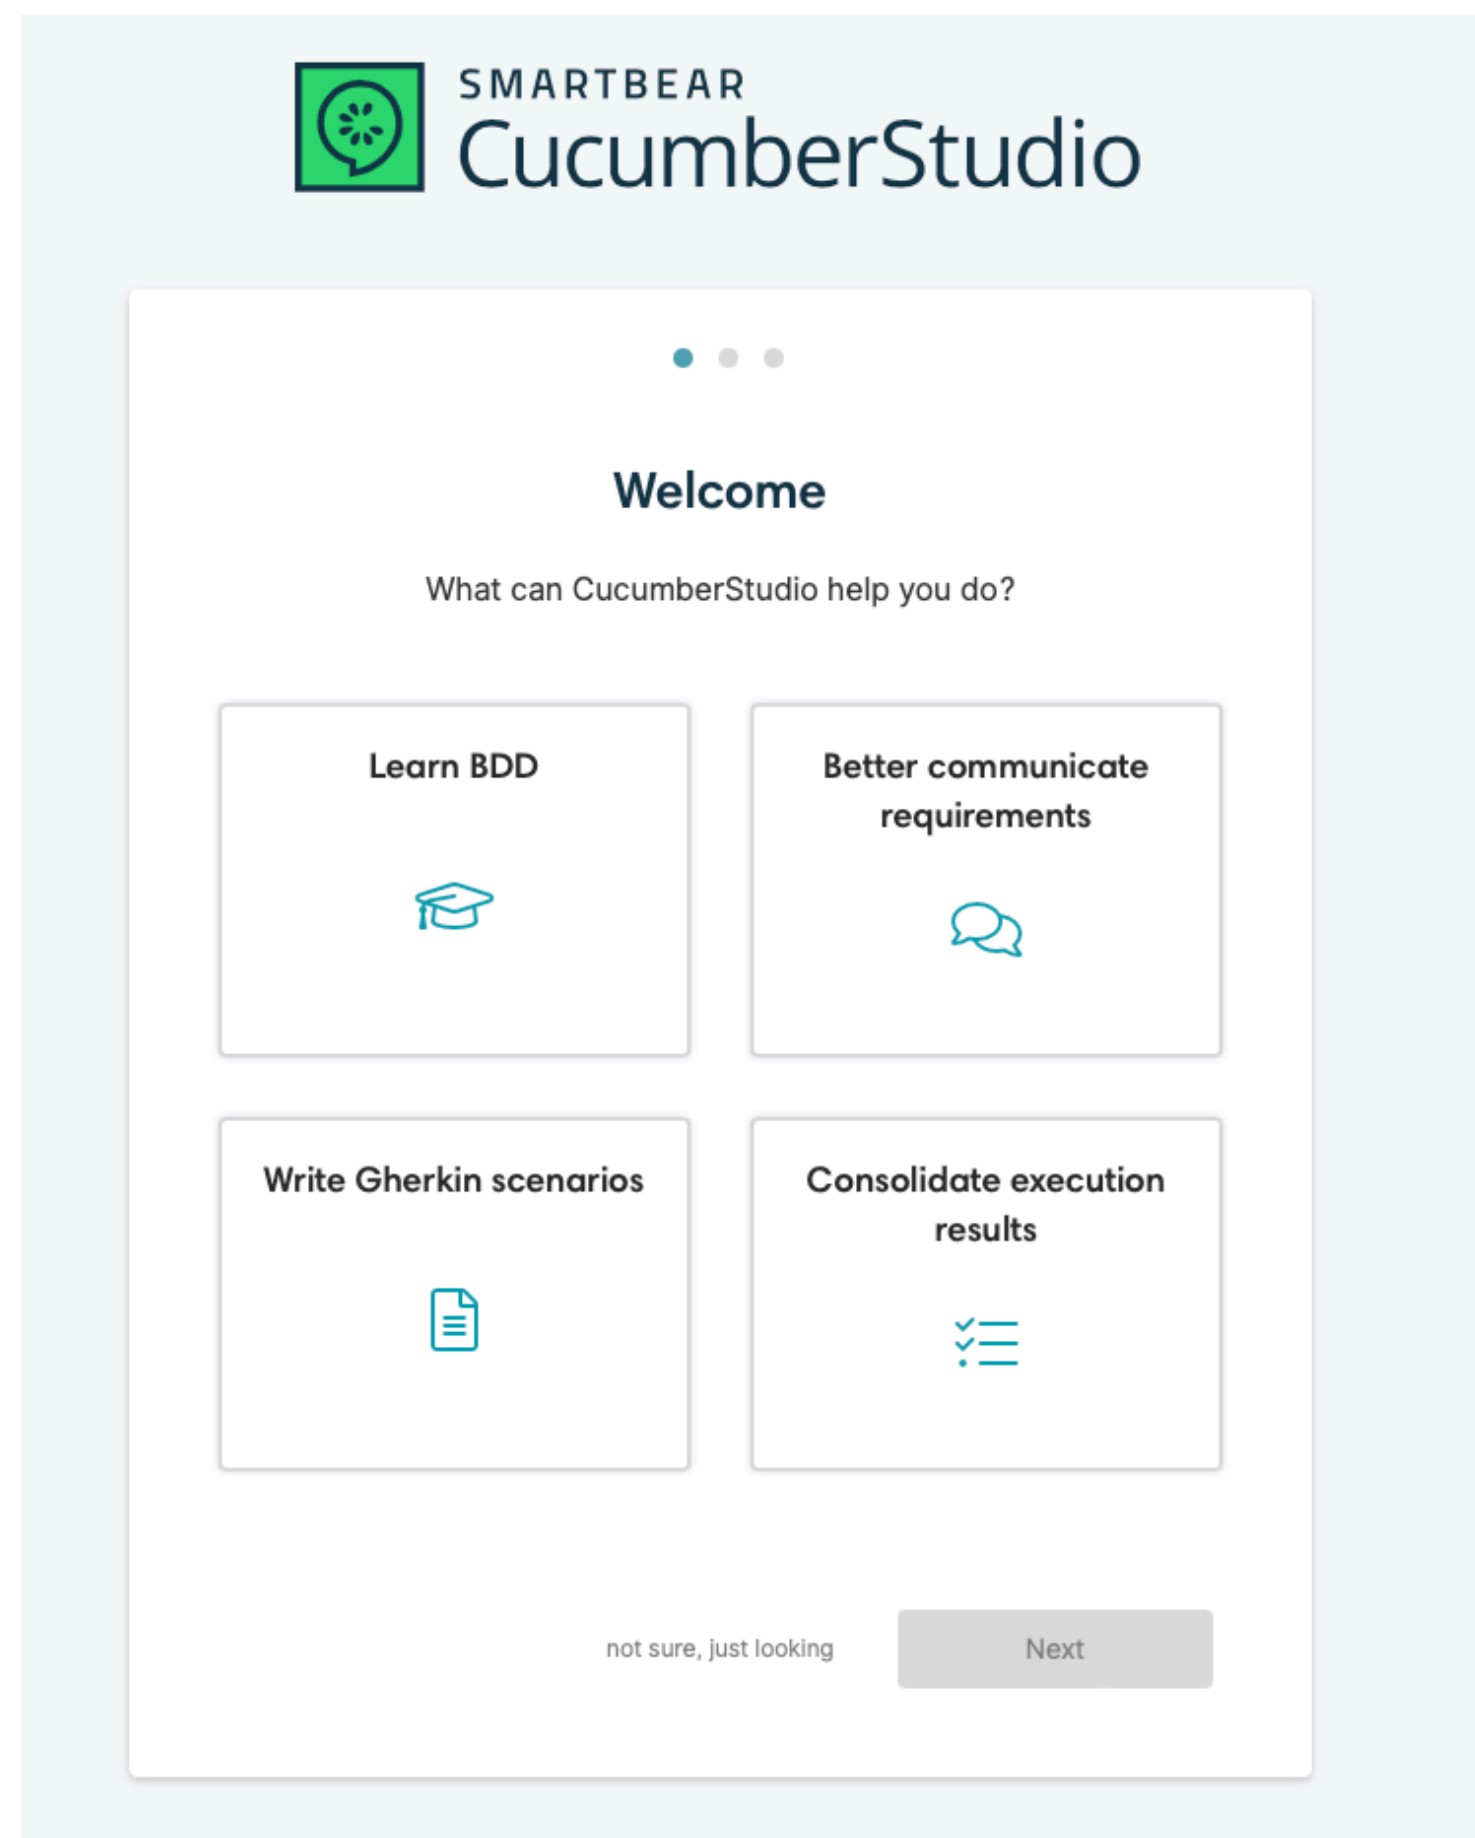 SMARTBEAR
CucumberStudio
Welcome
What can CucumberStudio help you do?
Learn BDD
Better communicate
requirements
Write Gherkin scenarios
Consolidate execution
results
not sure, just looking
Next